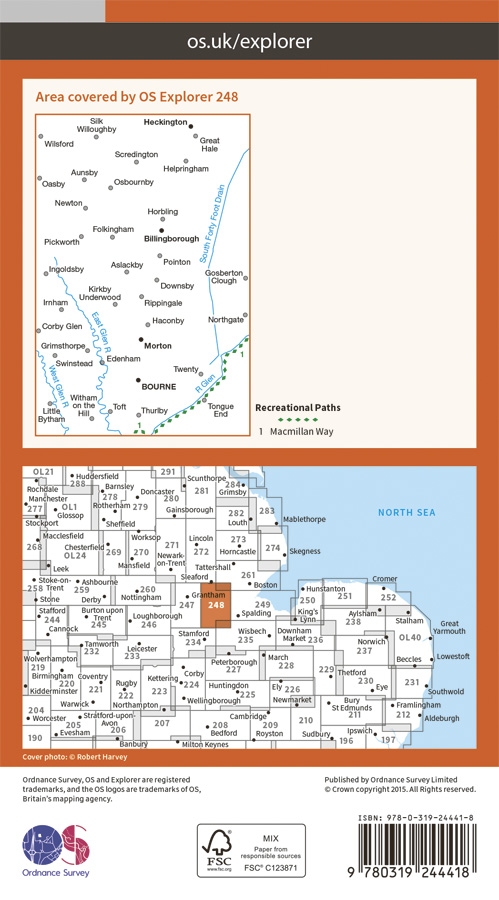 os.uk/explorer
Area covered by OS Explorer 248
Silk
Willoughby
Heckington
Wilsford
Great
Hale
Scredington
Helpringham
Aunsby
Oasby
Osbournby
Newton
Horbling
Folkingham
Billingborough
Pickworth
South Forty Foot Drain
Pointon
Aslackby
Ingoldsby
Gosberton
Clough
Downsby
Kirkby
Underwood
Irnham
Rippingale
East Glen R
Haconby
Northgate
Corby Glen
Grimsthorpe
Morton
Edenham
Swinstead
Twenty
1
West Glen R
BOURNE
R Glen
Witham
on the
Hill
Little
Bytham
Toft
Thurlby
Tongue
End
1
Recreational Paths
1 Macmillan Way
OL21
Huddersfield
288
291
Rochdale
Barnsley
278
Scunthorpe
281
284
Grimsby
Manchester
277
OL1
Glossop
Rotherham
279
Doncaster
280
Gainsborough
282
283
Stockport
Sheffield
Louth
Mablethorpe
NORTH SEA
Macclesfield
268
Chesterfield
OL24
269
Worksop
270
271
Lincoln
272
273
Horncastle
274
Skegness
Mansfield
Newark-
on-Trent
Leek
Tattershall
Sleaford
261
Boston
Stoke-on-
Trent
258
Ashbourne
259
260
Nottingham
Derby
Stone
Grantham
247
248
249
Spalding
Hunstanton
250
251
Cromer
252
King's
Lynn
Stafford
244
Burton upon
Trent
245
Loughborough
246
Aylsham
238
Stalham
Cannock
Stamford
234
235
Wisbech
Downham
Market
236
Norwich
237
OL40
Great
Yarmouth
Tamworth
232
Leicester
233
Wolverhampton
219
Peterborough
227
March
228
Beccles
Lowestoft
Birmingham
220
Coventry
221
Kettering
223
Corby
224
229
Thetford
230
Eye
231
Southwold
Kidderminster
Rugby
222
Huntingdon
225
Ely
226
Newmarket
Warwick
Northampton
Wellingborough
Bury
St Edmunds
211
Framlingham
212
204
Worcester
205
Stratford-upon-
Avon
206
207
208
Bedford
Cambridge
209
210
Aldeburgh
190
Evesham
Banbury
Milton Keynes
Royston
Sudbury
196
Ipswich
197
Cover photo: © Robert Harvey
Ordnance Survey, OS and Explorer are registered
trademarks, and the OS logos are trademarks of OS,
Britain's mapping agency.
Published by Ordnance Survey Limited
© Crown copyright 2015. All Rights reserved.
OS
Ordnance Survey
FSC
www.fsc.org
MIX
Paper from
responsible sources
FSC® C123871
ISBN: 978-0-319-24441-8
9 780319 244418